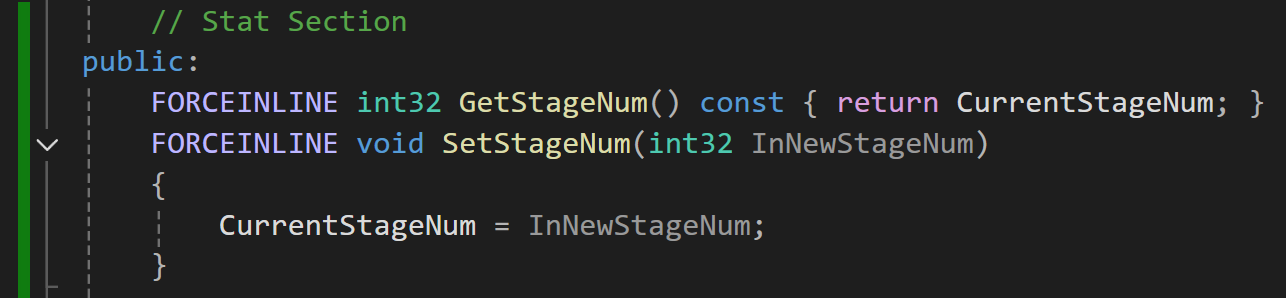 // Stat Section
public:
FORCEINLINE int32 GetStageNum() const { return CurrentStageNum; }
FORCEINLINE void SetStageNum(int32 InNewStageNum)
{
CurrentStageNum = InNewStageNum;
}